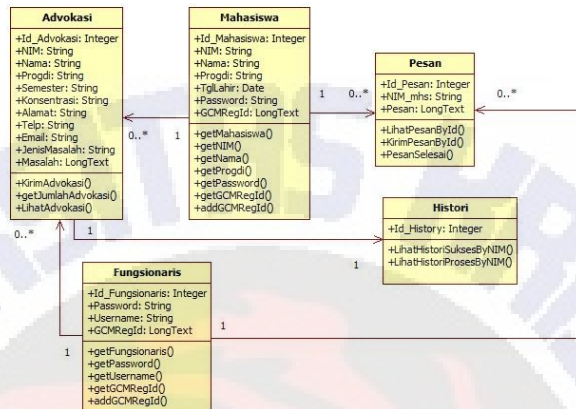 Advokasi
+Id_Advokasi: Integer
+NIM: String
+Nama: String
+Progdi: String
+Semester: String
+Konsentrasi: String
+Alamat: String
+Telp: String
+Email: String
+JenisMasalah: String
+Masalah: LongText
+KirimAdvokasi()
+getJumlahAdvokasi()
+LihatAdvokasi()
Mahasiswa
+Id_Mahasiswa: Integer
+NIM: String
+Nama: String
+Progdi: String
+TglLahir: Date
+Password: String
+GCMRegId: LongText
+getMahasiswa()
+getNIM()
+getNama()
+getProgdi()
+getPassword()
+getGCMRegId()
+addGCMRegId()
Pesan
+Id_Pesan: Integer
+NIM_mhs: String
+Pesan: LongText
+LihatPesanById()
+KirimPesanById()
+PesanSelesai()
Histori
+Id_History: Integer
+LihatHistoriSuksesByNIM()
+LihatHistoriProsesByNIM()
Fungsionaris
+Id_Fungsionaris: Integer
+Password: String
+Username: String
+GCMRegId: LongText
+getFungsionaris()
+getPassword()
+getUsername()
+getGCMRegId()
+addGCMRegId()
0..*
1
1
0..*
0..*
1
1
0..*
1
1